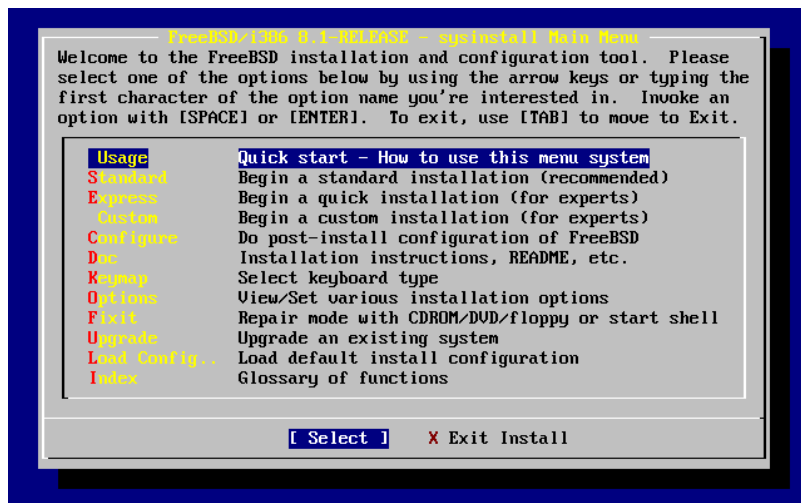 FreeBSD/i386 8.1-RELEASE - sysinstall Main Menu
Welcome to the FreeBSD installation and configuration tool.  Please
select one of the options below by using the arrow keys or typing the
first character of the option name you're interested in.  Invoke an
option with [SPACE] or [ENTER].  To exit, use [TAB] to move to Exit.
Usage Quick start - How to use this menu system
Standard Begin a standard installation (recommended)
Express Begin a quick installation (for experts)
Custom Begin a custom installation (for experts)
Configure Do post-install configuration of FreeBSD
Doc Installation instructions, README, etc.
Keymap Select keyboard type
Options View/Set various installation options
Fixit Repair mode with CDROM/DVD/floppy or start shell
Upgrade Upgrade an existing system
Load Config.. Load default install configuration
Index Glossary of functions
[ Select ] X Exit Install